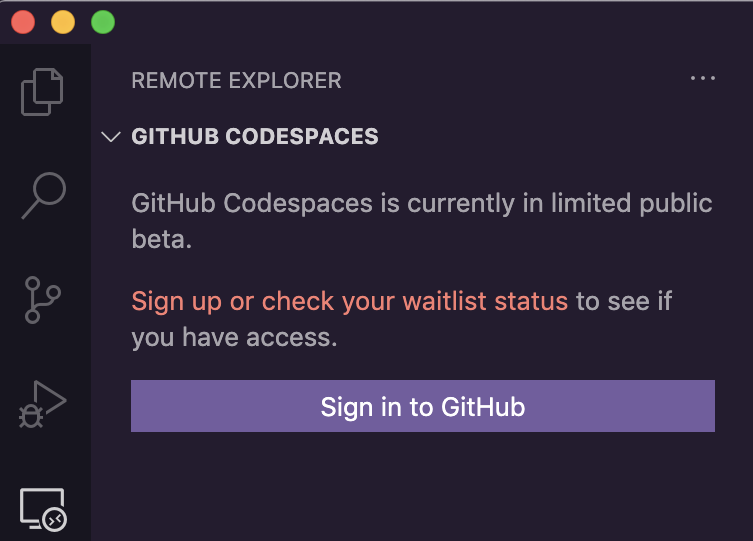 REMOTE EXPLORER
GITHUB CODESPACES
GitHub Codespaces is currently in limited public
beta.
Sign up or check your waitlist status to see if
you have access.
Sign in to GitHub